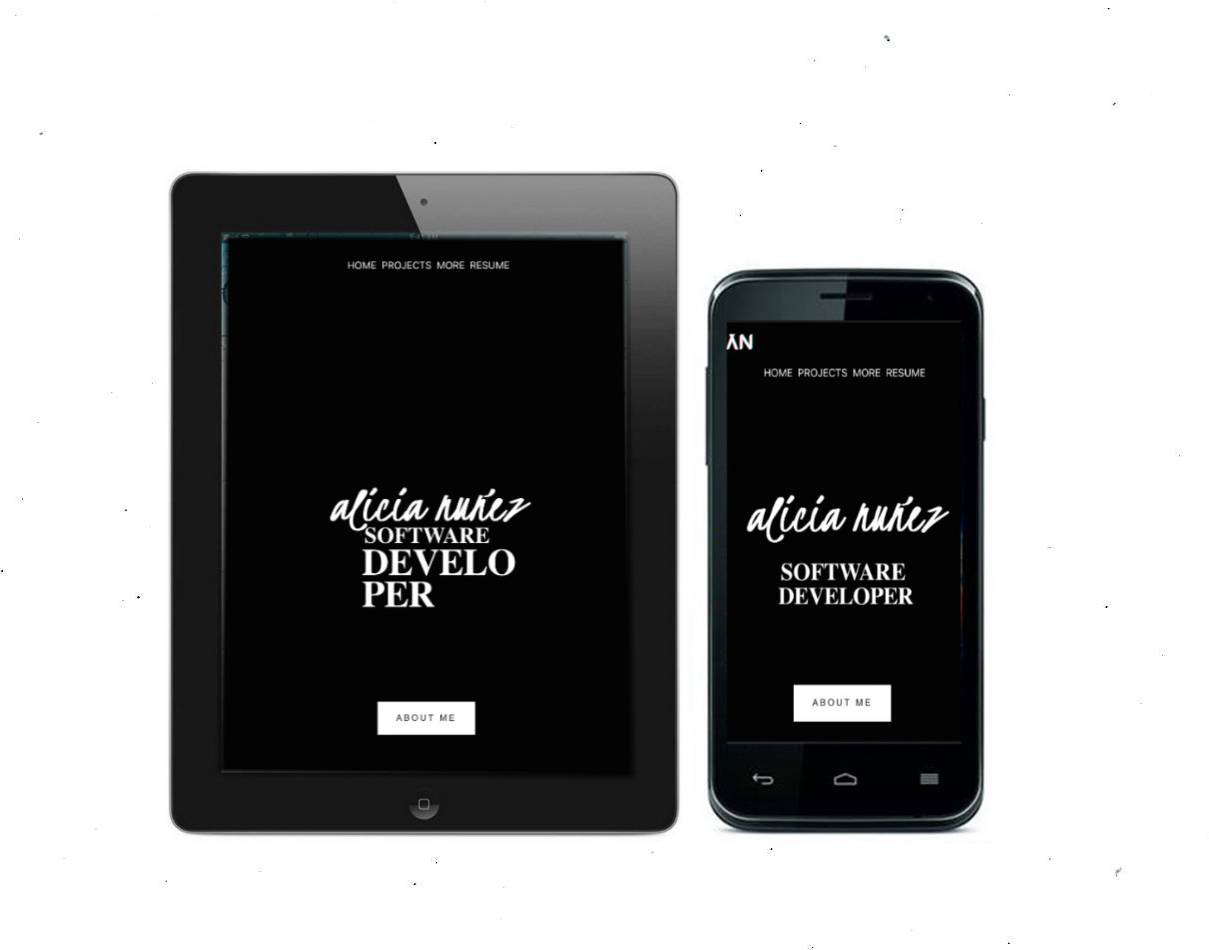 HOME PROJECTS MORE RESUME
alicia nuñez
SOFTWARE
DEVELO
PER
ABOUT ME
ÁN
HOME PROJECTS MORE RESUME
alicia nuñez
SOFTWARE
DEVELOPER
ABOUT ME